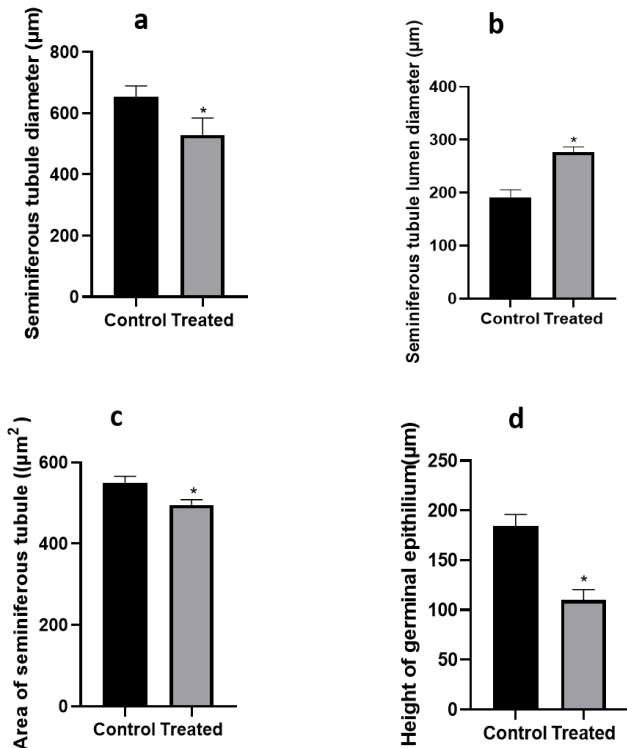 a
Seminiferous tubule diameter (µm)
800
600
400
200
0
*
Control Treated
b
Seminiferous tubule lumen diameter (µm)
400
300
200
100
0
*
Control Treated
c
Area of seminiferous tubule ((µm² )
600
400
200
0
*
Control Treated
d
Height of germinal epithilium(µm)
250
200
150
100
50
0
*
Control Treated